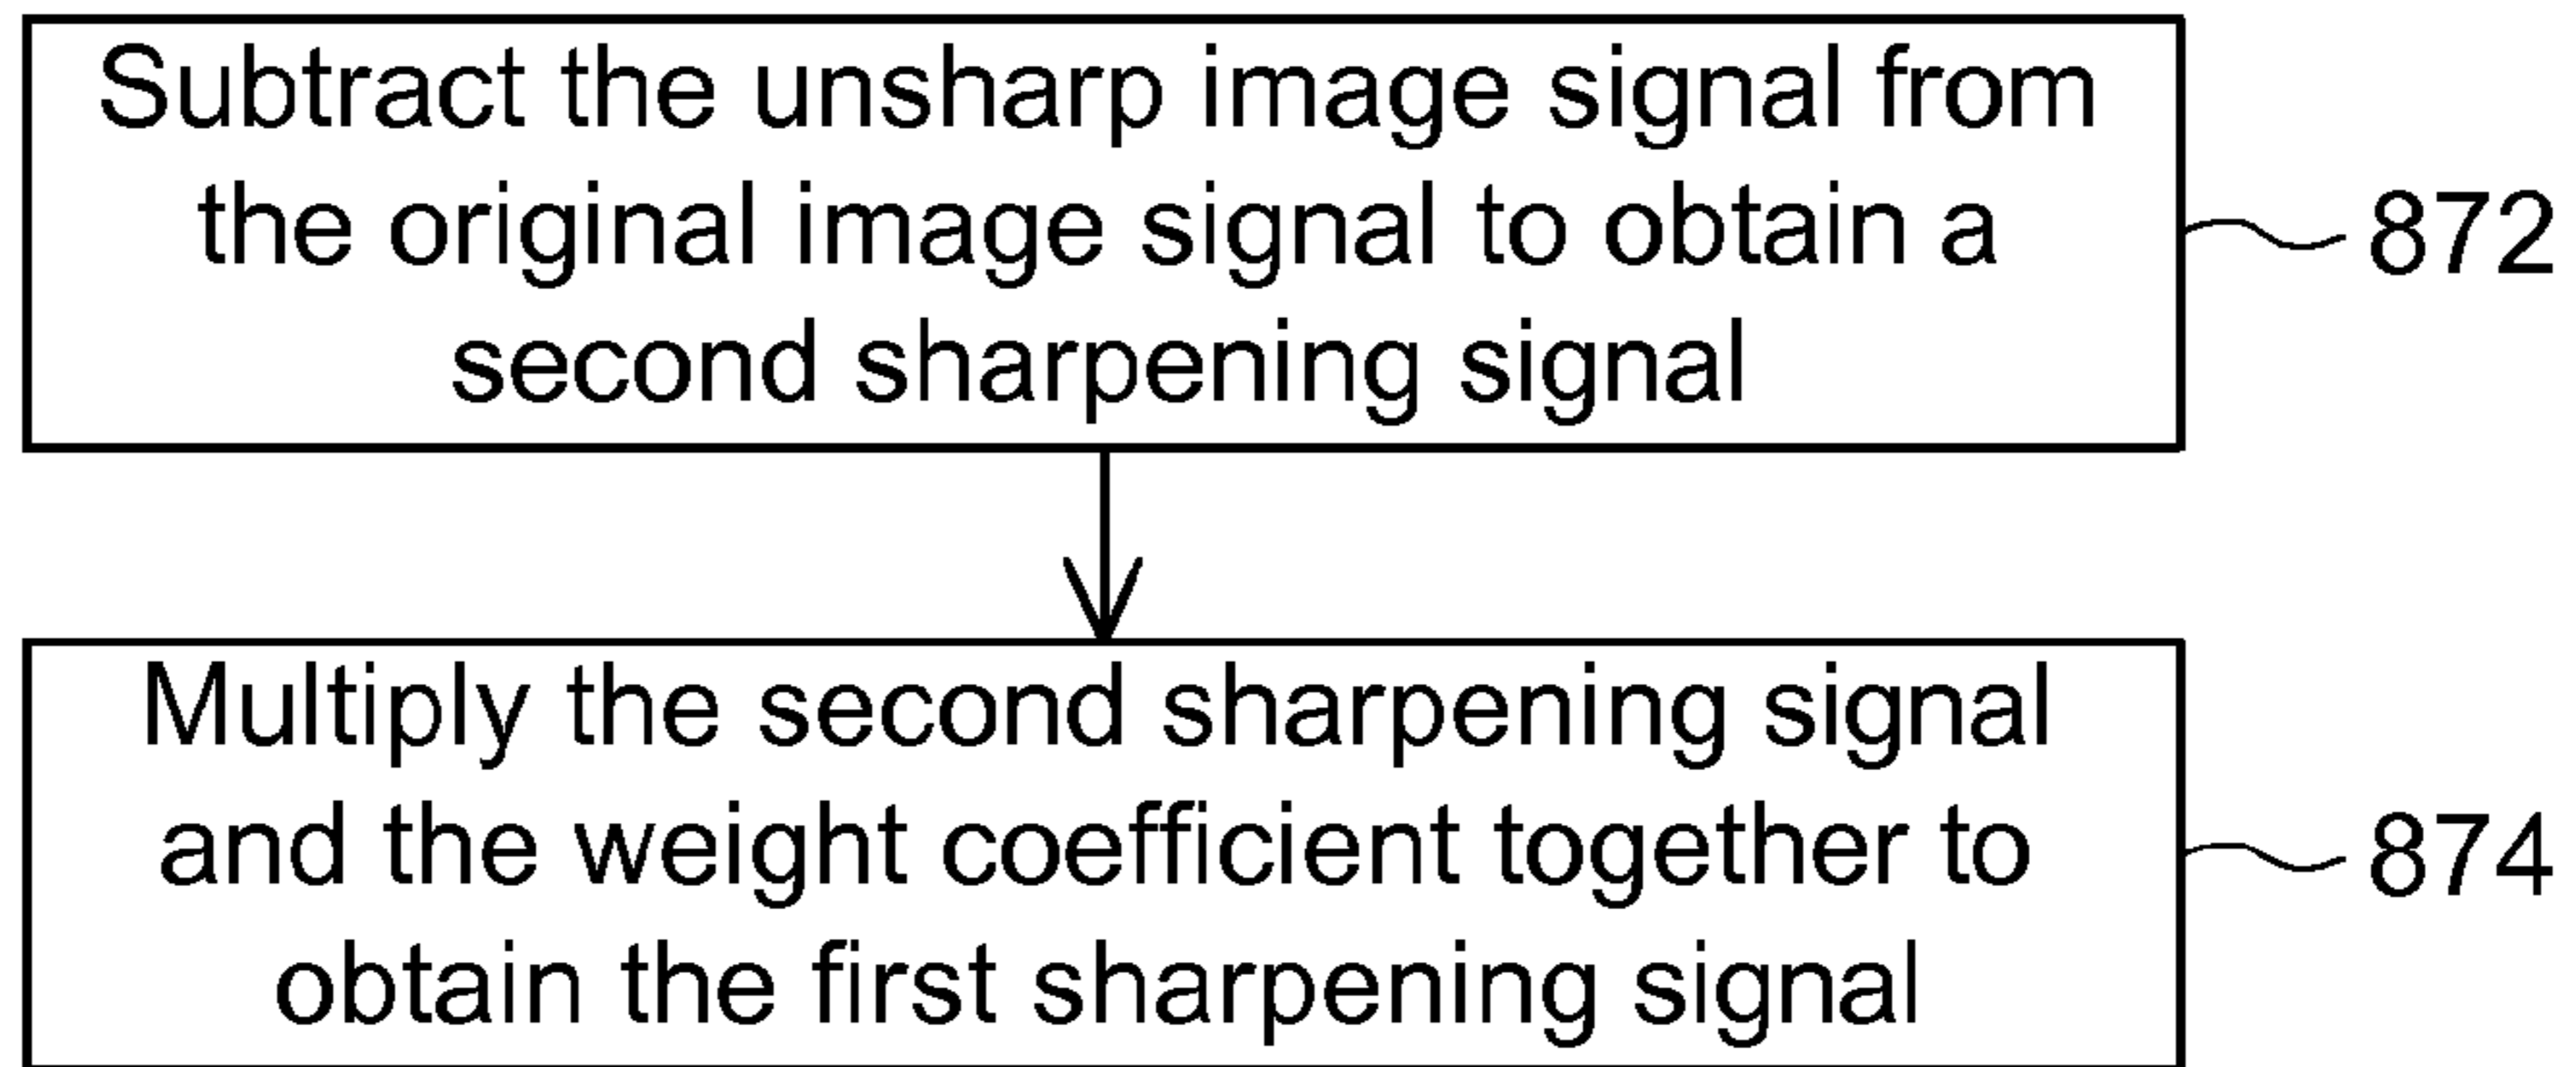 Subtract the unsharp image signal from
the original image signal to obtain a
second sharpening signal
872
Multiply the second sharpening signal
and the weight coefficient together to
obtain the first sharpening signal
874